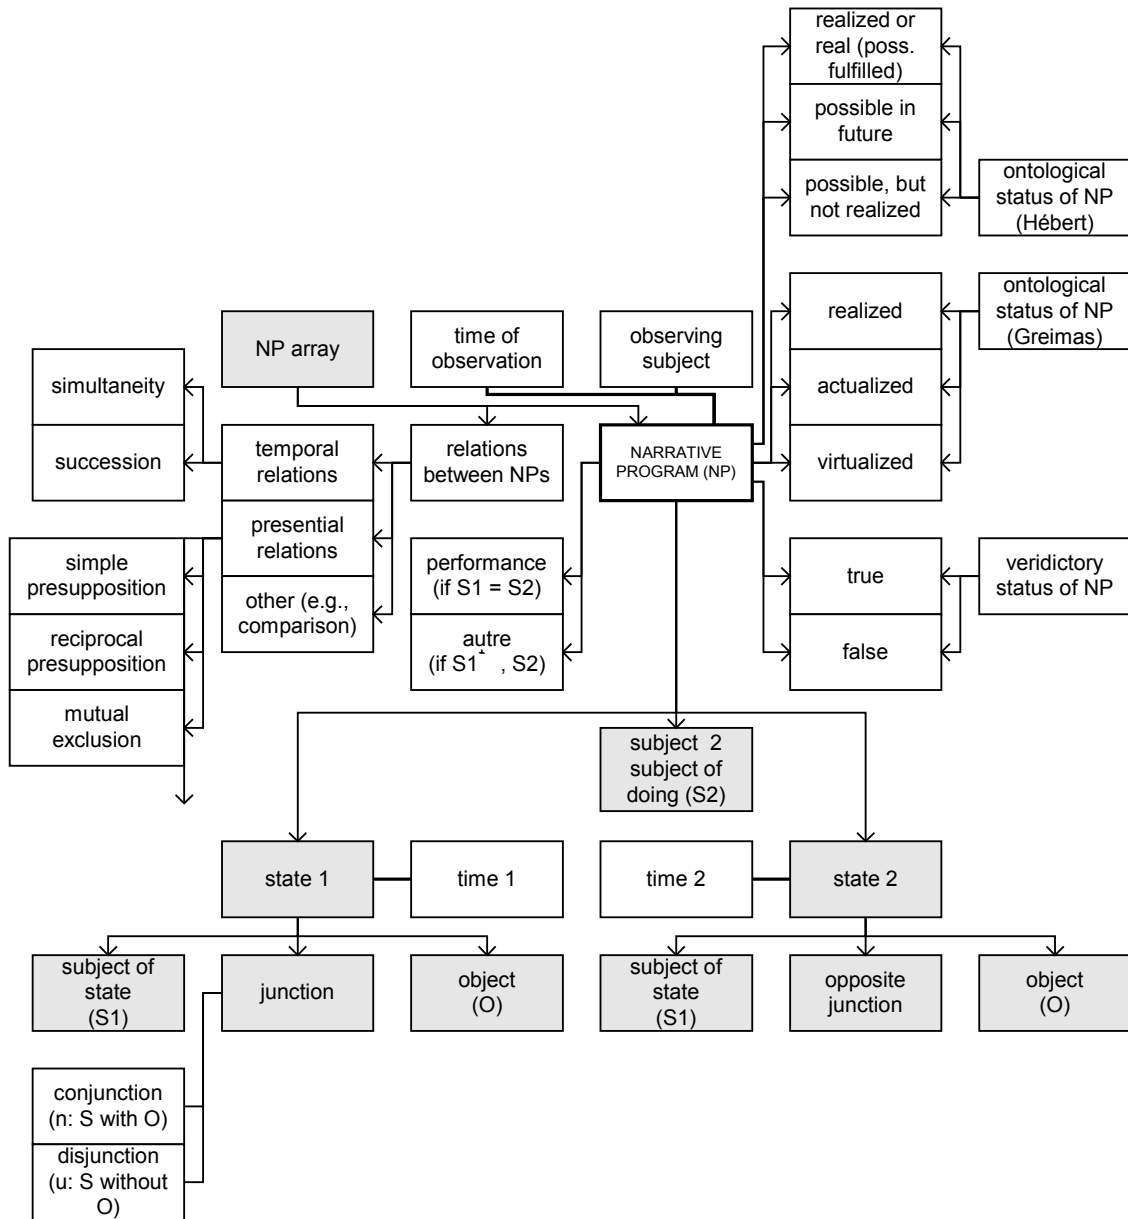 realized or
real (poss.
fulfilled)
possible in
future
possible, but
not realized
ontological
status of NP
(Hébert)
realized
actualized
virtualized
ontological
status of NP
(Greimas)
NP array
time of
observation
observing
subject
simultaneity
succession
temporal
relations
presential
relations
other (e.g.,
comparison)
relations
between NPs
NARRATIVE
PROGRAM (NP)
simple
presupposition
reciprocal
presupposition
mutual
exclusion
performance
(if S1 = S2)
autre
(if S1 , S2)
true
false
veridictory
status of NP
subject 2
subject of
doing (S2)
state 1
time 1
time 2
state 2
subject of
state
(S1)
junction
object
(O)
subject of
state
(S1)
opposite
junction
object
(O)
conjunction
(n: S with O)
disjunction
(u: S without
O)